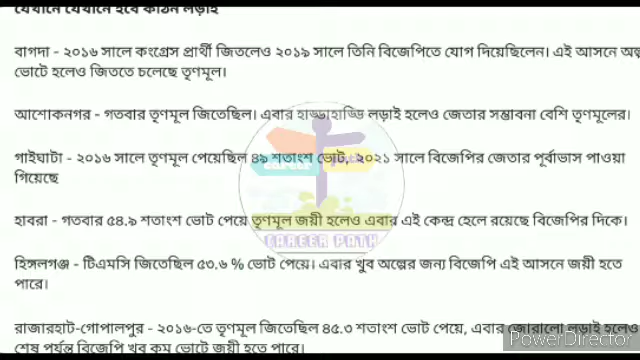 যেখানে যেখানে হবে কঠিন লড়াই
বাগদা - ২০১৬ সালে কংগ্রেস প্রার্থী জিতলেও ২০১৯ সালে তিনি বিজেপিতে যোগ দিয়েছিলেন। এই আসনে
ভোটে হলেও জিততে চলেছে তৃণমূল।
আশোকনগর - গতবার তৃণমূল জিতেছিল। এবার হাড্ডাহাড্ডি লড়াই হলেও জেতার সম্ভাবনা বেশি তৃণমূলের।
গাইঘাটা - ২০১৬ সালে তৃণমূল পেয়েছিল ৪৯ শতাংশ ভোট, ২০২১ সালে বিজেপির জেতার পূর্বাভাস পাওয়া
গিয়েছে
হাবরা - গতবার ৫৪.৯ শতাংশ ভোট পেয়ে তৃণমূল জয়ী হলেও এবার এই কেন্দ্র হেলে রয়েছে বিজেপির দিকে।
হিঙ্গলগঞ্জ - টিএমসি জিতেছিল ৫৩.৬ % ভোট পেয়ে। এবার খুব অল্পের জন্য বিজেপি এই আসনে জয়ী হতে
পারে।
রাজারহাট-গোপালপুর - ২০১৬-তে তৃণমূল জিতেছিল ৪৫.৩ শতাংশ ভোট পেয়ে, এবার জোরালো লড়াই হলেও
শেষ পর্যন্ত বিজেপি খুব কম ভোটে জয়ী হতে পারে।
CAREER PATH
PowerDirector